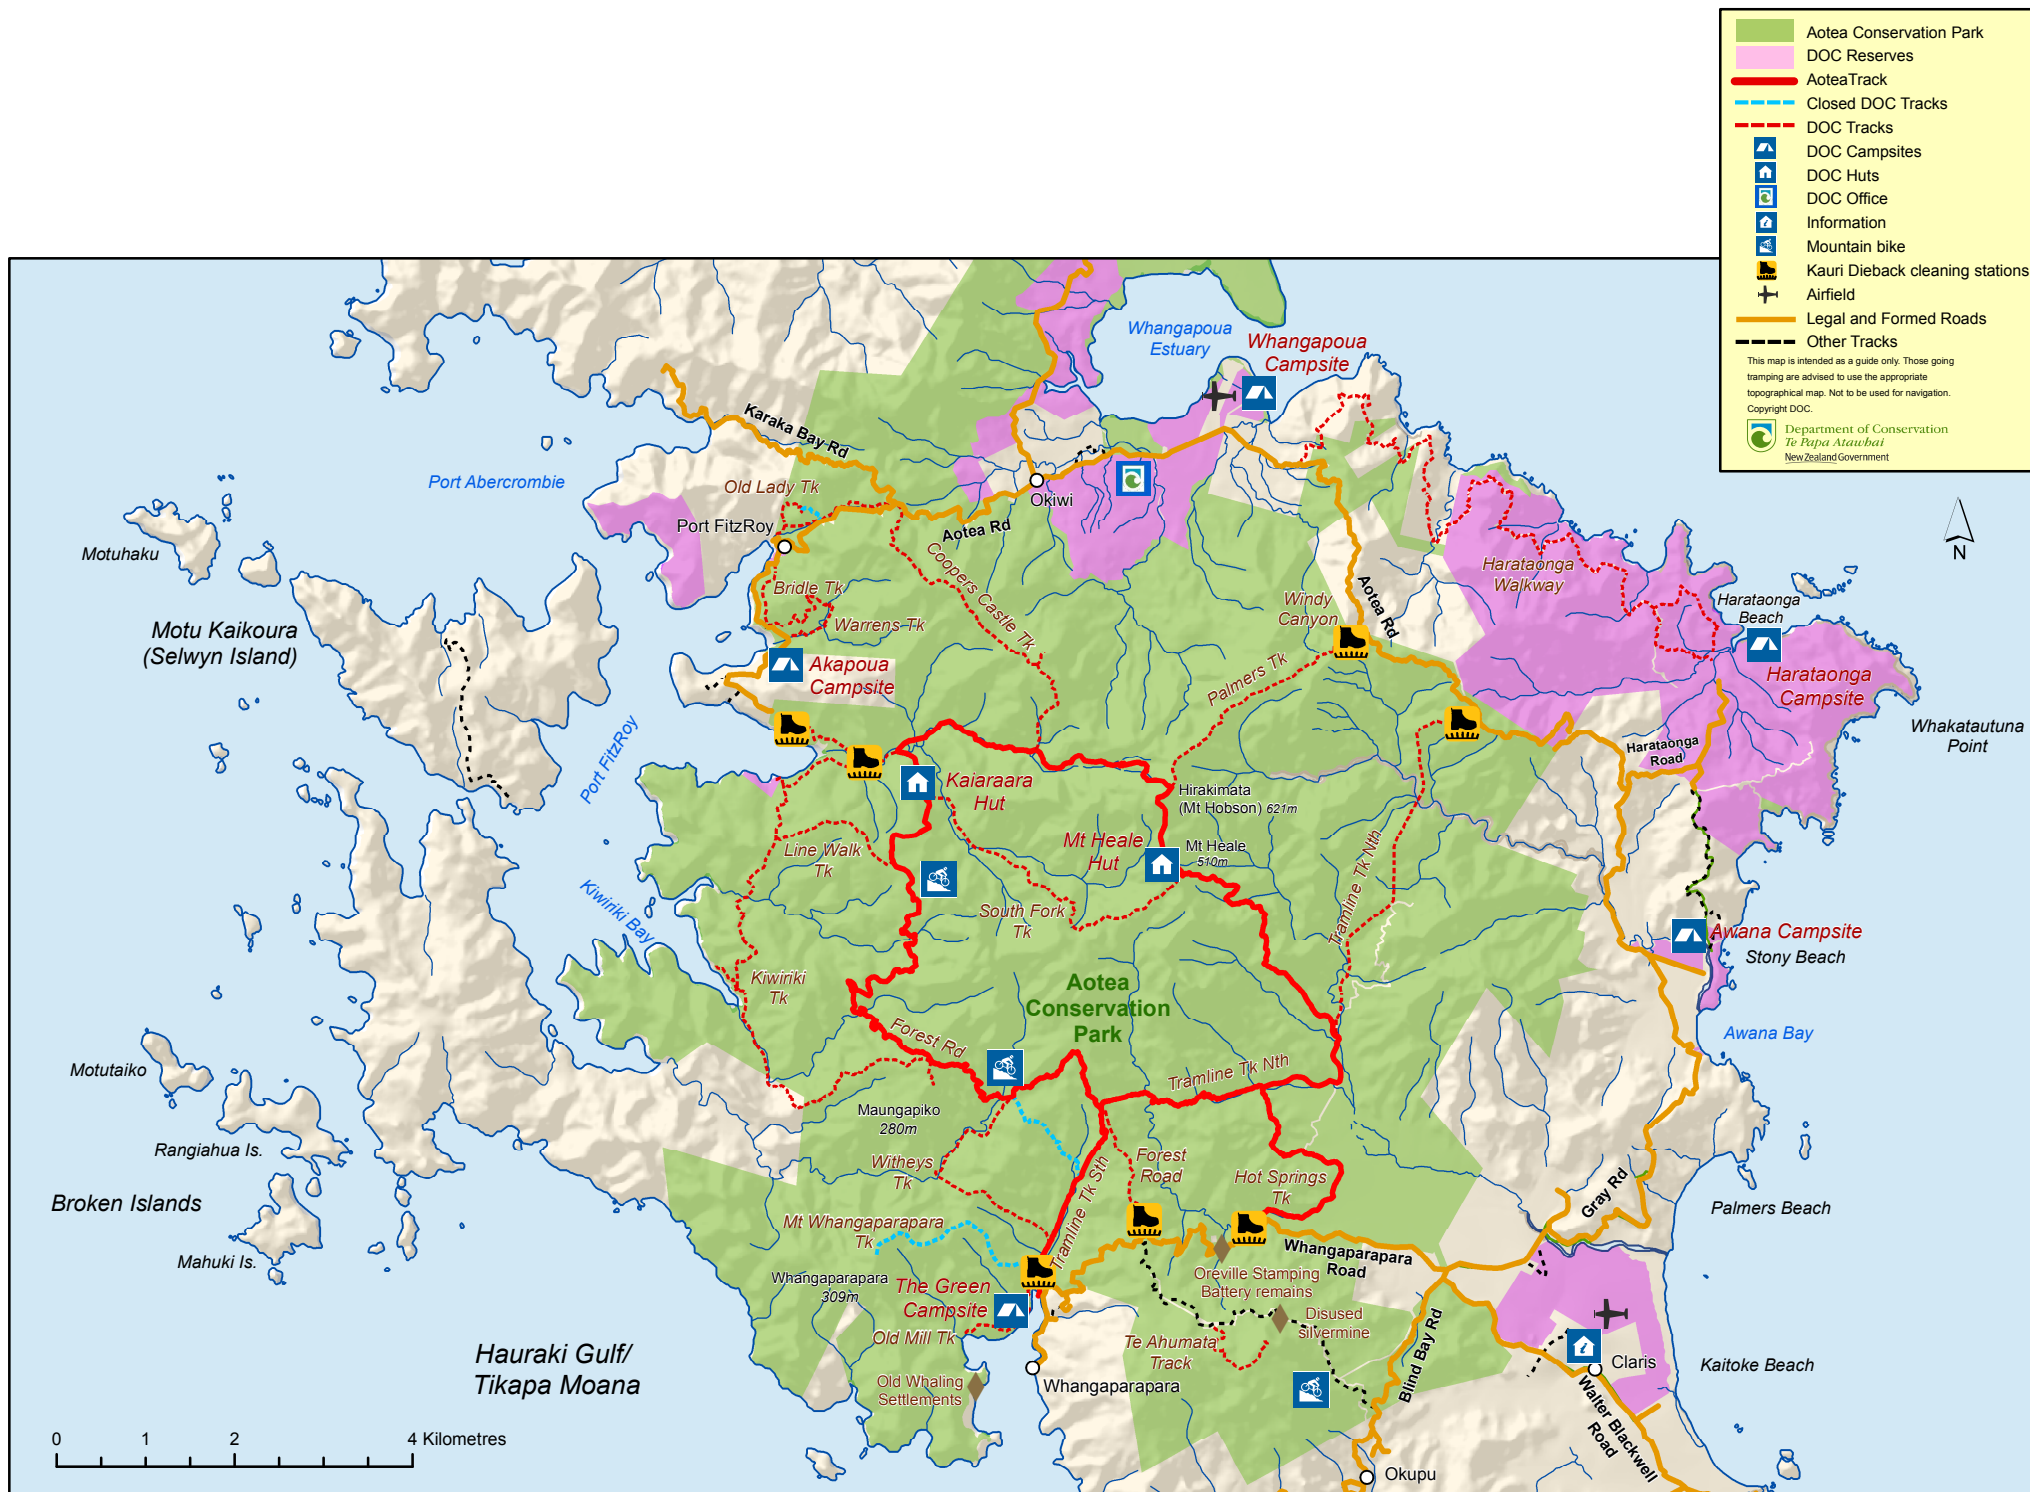 Aotea Conservation Park
DOC Reserves
AoteaTrack
Closed DOC Tracks
DOC Tracks
DOC Campsites
DOC Huts
DOC Office
Information
Mountain bike
Kauri Dieback cleaning stations
Airfield
Legal and Formed Roads
Other Tracks
This map is intended as a guide only. Those going
tramping are advised to use the appropriate
topographical map. Not to be used for navigation.
Copyright DOC.
Department of Conservation
Te Papa Atawhai
New Zealand Government
N
Whangapoua
Estuary
Whangapoua
Campsite
Karaka Bay Rd
Port Abercrombie
Old Lady Tk
Port FitzRoy
Okiwi
Aotea Rd
Motuhaku
Coopers Castle Tk
Bridle Tk
Warrens Tk
Windy
Canyon
Aotea Rd
Harataonga
Walkway
Harataonga
Beach
Motu Kaikoura
(Selwyn Island)
Akapoua
Campsite
Palmers Tk
Harataonga
Campsite
Whakatautuna
Point
Port FitzRoy
Harataonga
Road
Kaiaraara
Hut
Hirakimata
(Mt Hobson) 621m
Mt Heale
Hut
Mt Heale
510m
Line Walk
Tk
Tramline Tk Nth
Kiwiriki Bay
South Fork
Tk
Awana Campsite
Stony Beach
Kiwiriki
Tk
Aotea
Conservation
Park
Forest Rd
Awana Bay
Motutaiko
Tramline Tk Nth
Maungapiko
280m
Rangiahua Is.
Witheys
Tk
Forest
Road
Hot Springs
Tk
Tramline Tk Sth
Gray Rd
Broken Islands
Palmers Beach
Mt Whangaparapara
Tk
Mahuki Is.
Whangaparapara
Road
Whangaparapara
309m
The Green
Campsite
Oreville Stamping
Battery remains
Disused
silvermine
Old Mill Tk
Te Ahumata
Track
Blind Bay Rd
Hauraki Gulf/
Tikapa Moana
Old Whaling
Settlements
Whangaparapara
Claris
Kaitoke Beach
Walter Blackwell
Road
Okupu
0 1 2 4 Kilometres